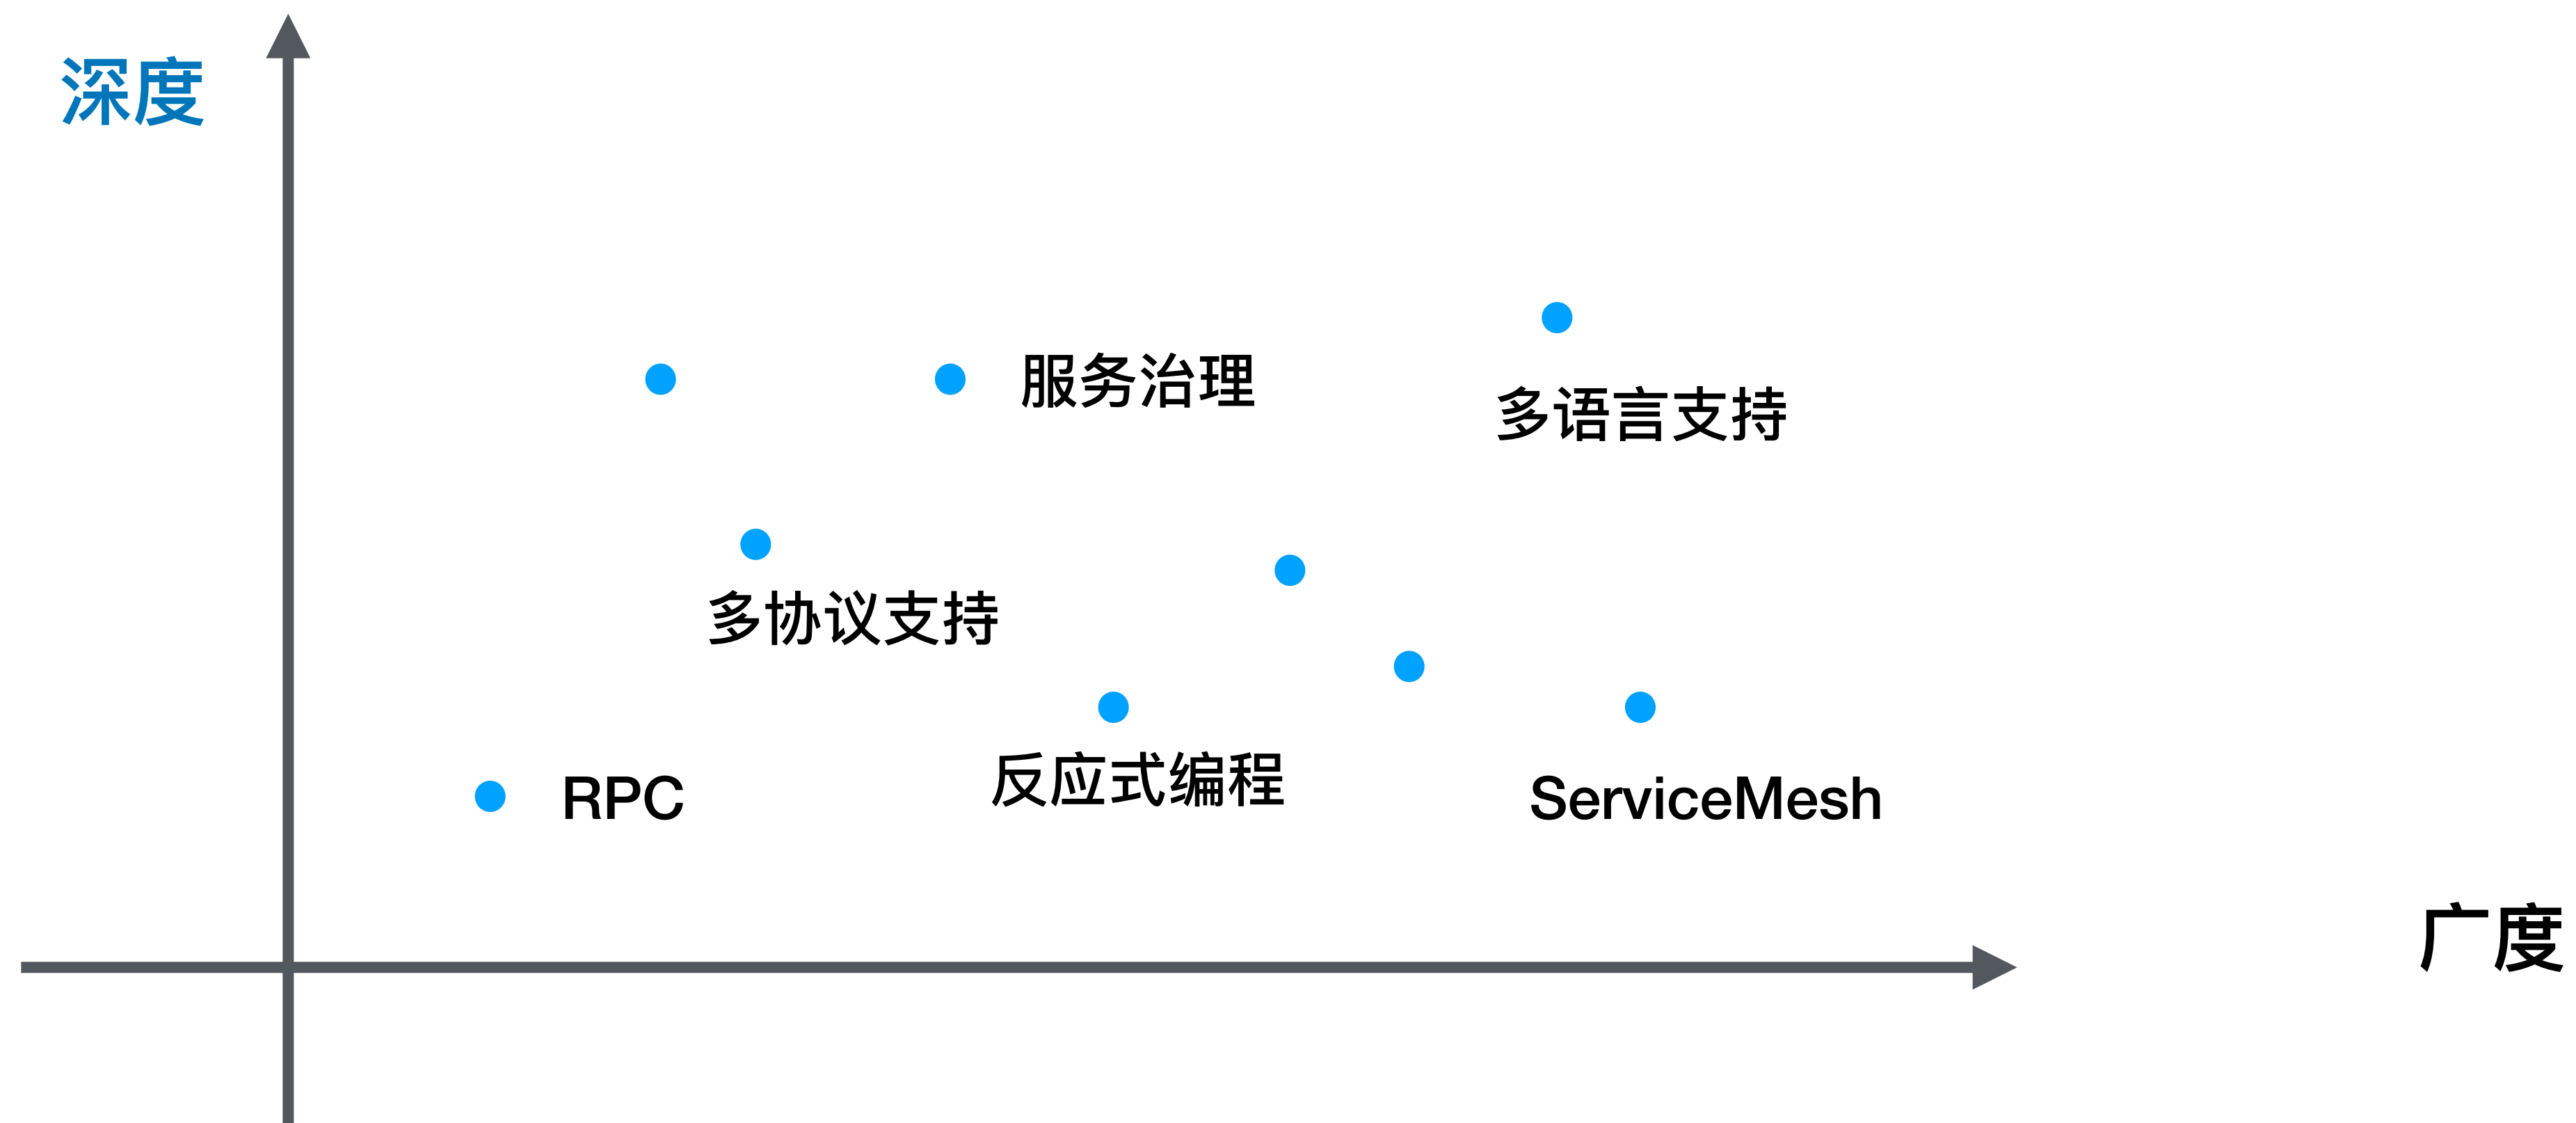 深度
服务治理
多语言支持
多协议支持
反应式编程
RPC
ServiceMesh
广度